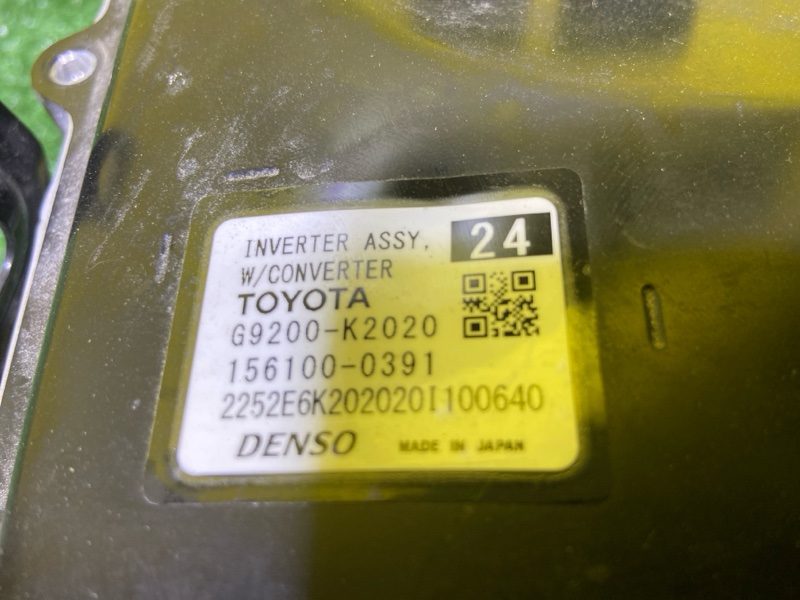 INVERTER ASSY, 24
W/CONVERTER
TOYOTA
G9200-K2020
156100-0391
2252E6K202020I100640
DENSO MADE IN JAPAN